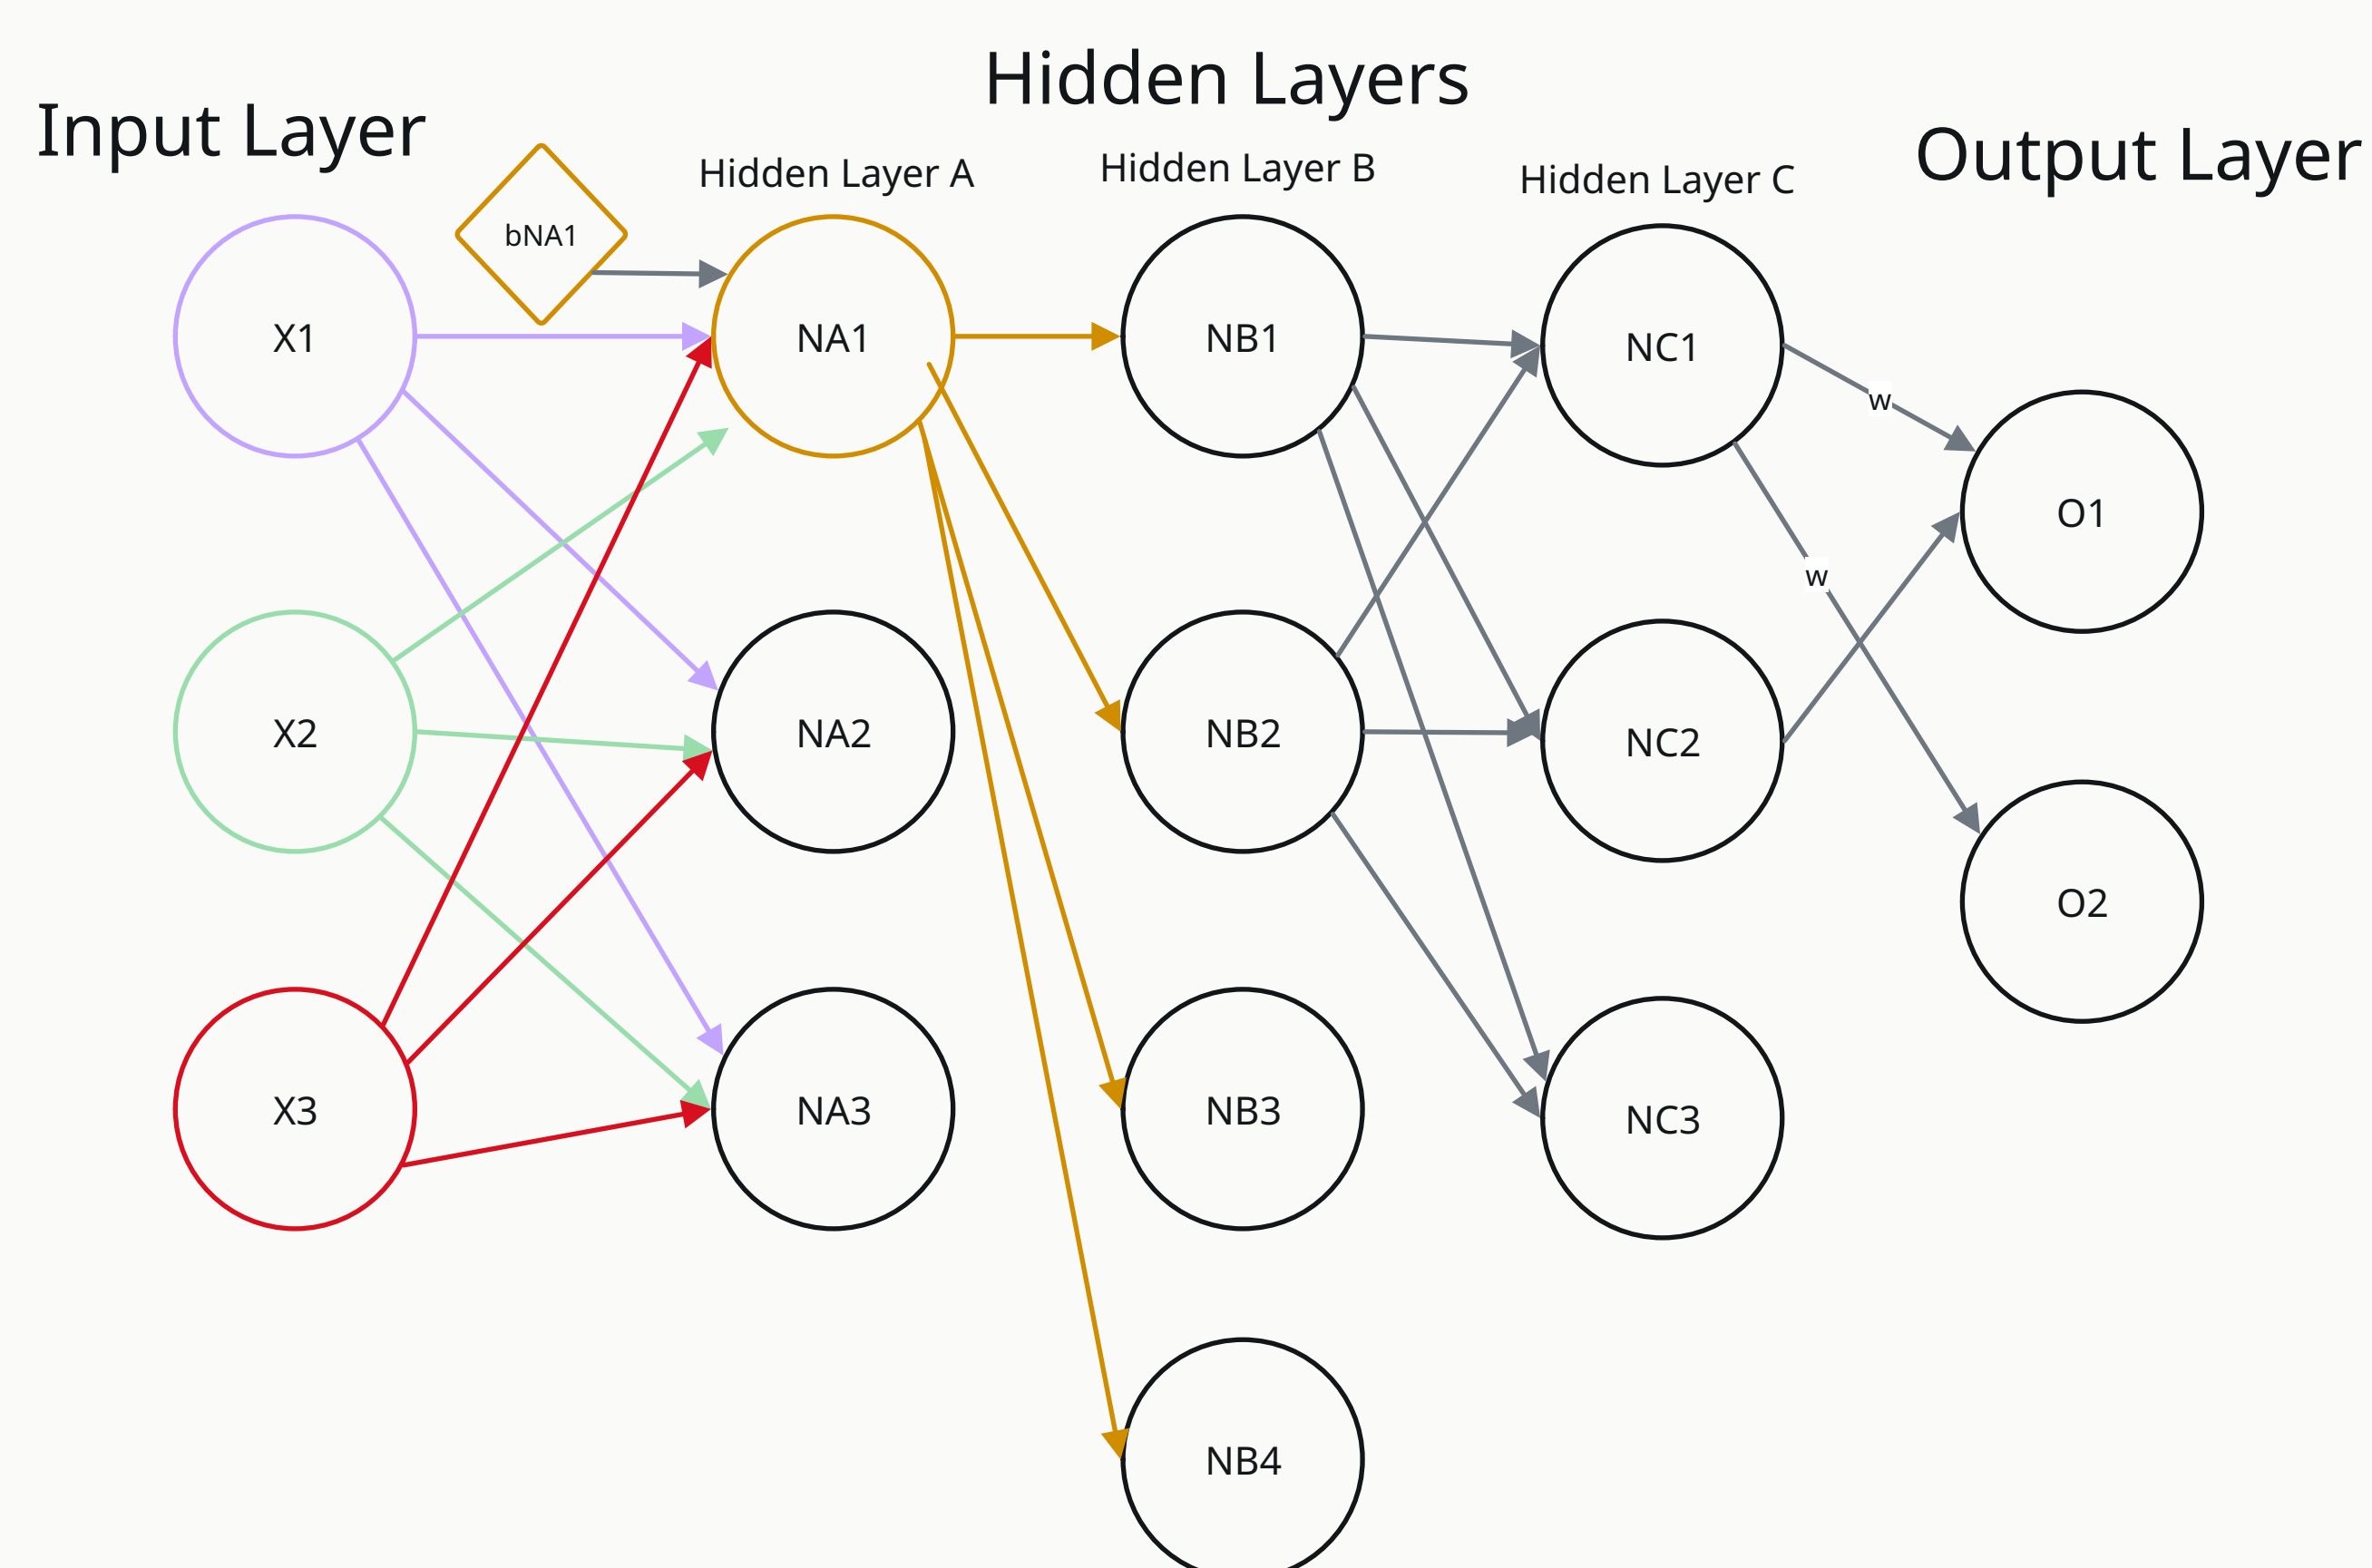 Hidden Layers
Input Layer
Output Layer
Hidden Layer A
Hidden Layer B
Hidden Layer C
bNA1
X1
NA1
NB1
NC1
w
O1
w
X2
NA2
NB2
NC2
O2
X3
NA3
NB3
NC3
NB4